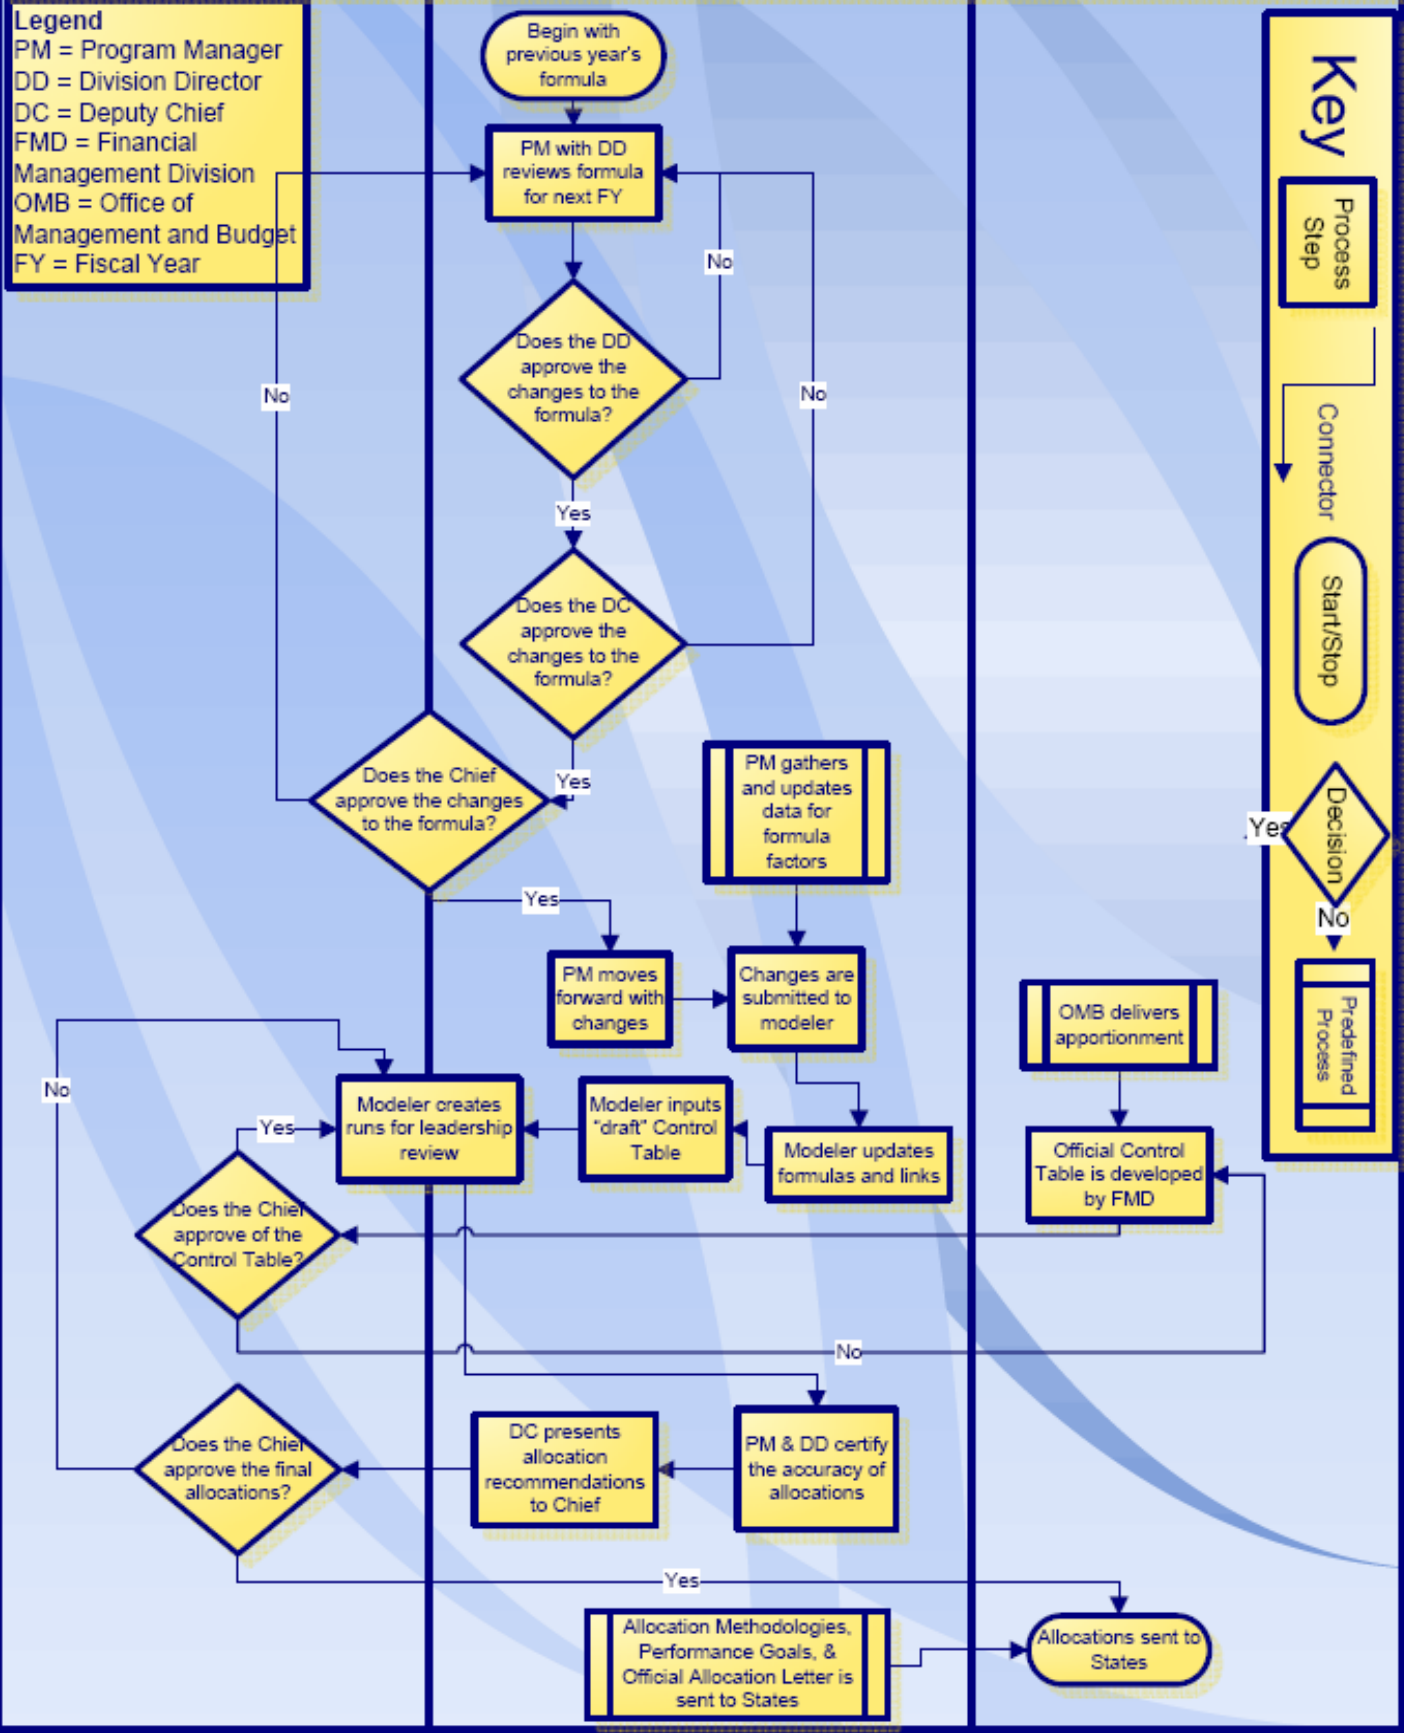 Legend
PM = Program Manager
DD = Division Director
DC = Deputy Chief
FMD = Financial
Management Division
OMB = Office of
Management and Budget
FY = Fiscal Year
Begin with
previous year's
formula
PM with DD
reviews formula
for next FY
No
Does the DD
approve the
changes to the
formula?
No
No
Yes
Does the DC
approve the
changes to the
formula?
Yes
Does the Chief
approve the changes
to the formula?
PM gathers
and updates
data for
formula
factors
Yes
PM moves
forward with
changes
Changes are
submitted to
modeler
OMB delivers
apportionment
No
Modeler creates
runs for leadership
review
Modeler inputs
"draft" Control
Table
Modeler updates
formulas and links
Official Control
Table is developed
by FMD
Yes
Does the Chief
approve of the
Control Table?
No
Does the Chief
approve the final
allocations?
DC presents
allocation
recommendations
to Chief
PM & DD certify
the accuracy of
allocations
Yes
Allocation Methodologies,
Performance Goals, &
Official Allocation Letter is
sent to States
Allocations sent to
States
Key
Process
Step
Connector
Start/Stop
Decision
Yes
No
Predefined
Process